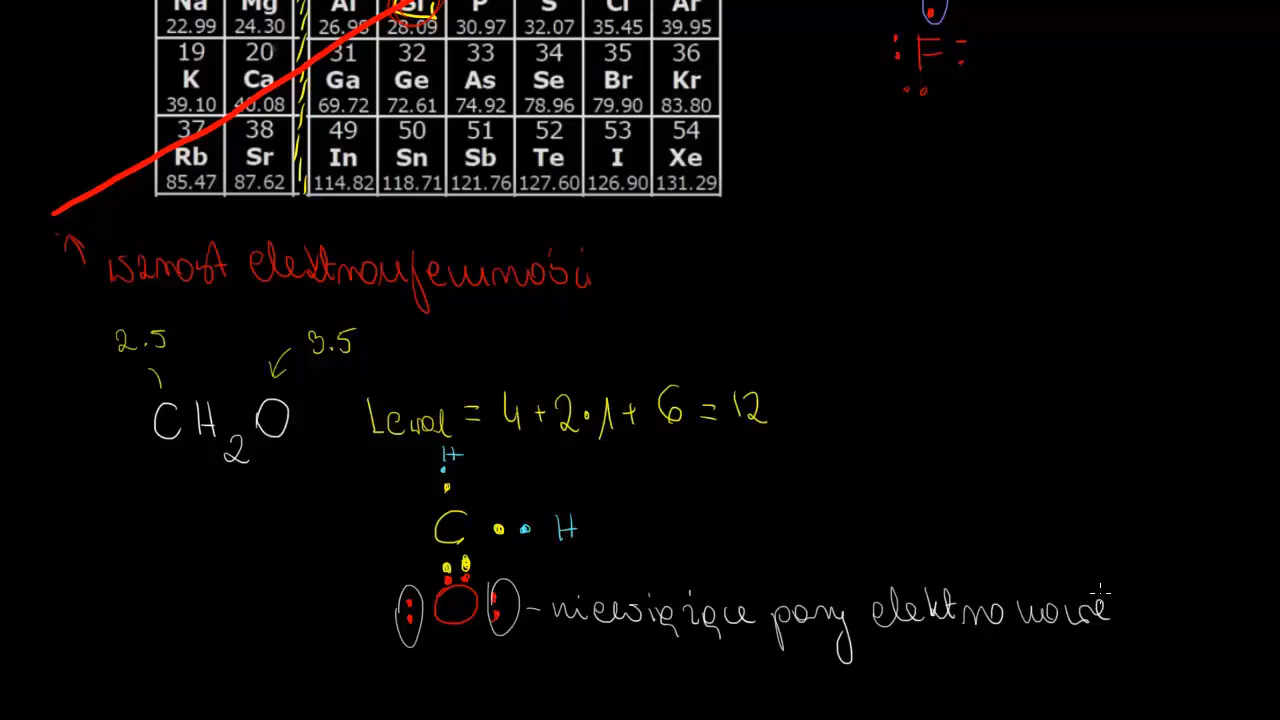 Na Mg Al Si P S Cl Ar
22.99 24.30 26.98 28.09 30.97 32.07 35.45 39.95
19 20 31 32 33 34 35 36
K Ca Ga Ge As Se Br Kr
39.10 40.08 69.72 72.61 74.92 78.96 79.90 83.80
37 38 49 50 51 52 53 54
Rb Sr In Sn Sb Te I Xe
85.47 87.62 114.82 118.71 121.76 127.60 126.90 131.29
F
wzrost elektroujemności
2.5 3.5
CH2O
Lewal = 4+2·1+6=12
H
C H
O - niewiążące pary elektronowe